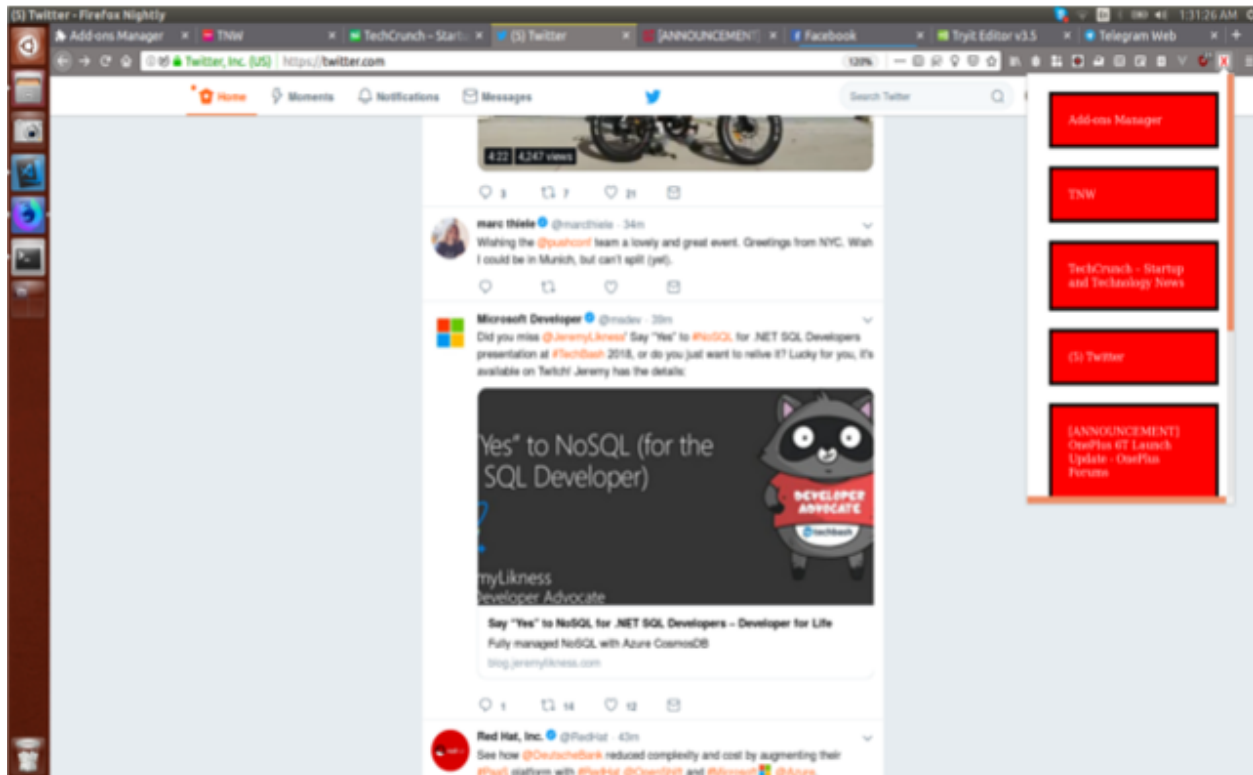 (5) Twitter - Firefox Nightly
1:31:26 AM
Add-ons Manager
TNW
TechCrunch – Startu
(5) Twitter
[ANNOUNCEMENT]
Facebook
Tryit Editor v3.5
Telegram Web
Twitter, Inc. (US)
https://twitter.com
120%
Home
Moments
Notifications
Messages
Search Twitter
4:22
4,247 views
3
7
21
marc thiele @marcthiele · 34m
Wishing the @pushconf team a lovely and great event. Greetings from NYC. Wish
I could be in Munich, but can't split (yet).
Microsoft Developer @msdev · 39m
Did you miss @JeremyLikness' Say "Yes" to #NoSQL for .NET SQL Developers
presentation at #TechBash 2018, or do you just want to relive it? Lucky for you, it's
available on Twitch! Jeremy has the details:
Yes" to NoSQL (for the
SQL Developer)
myLikness
Developer Advocate
DEVELOPER
ADVOCATE
techbash
Say "Yes" to NoSQL for .NET SQL Developers – Developer for Life
Fully managed NoSQL with Azure CosmosDB
blog.jeremylikness.com
1
14
12
Red Hat, Inc. @RedHat · 43m
See how @DeutscheBank reduced complexity and cost by augmenting their
#PaaS platform with #RedHat @OpenShift and #Microsoft @Azure.
Add-ons Manager
TNW
TechCrunch – Startup
and Technology News
(5) Twitter
[ANNOUNCEMENT]
OnePlus 6T Launch
Update - OnePlus
Forums